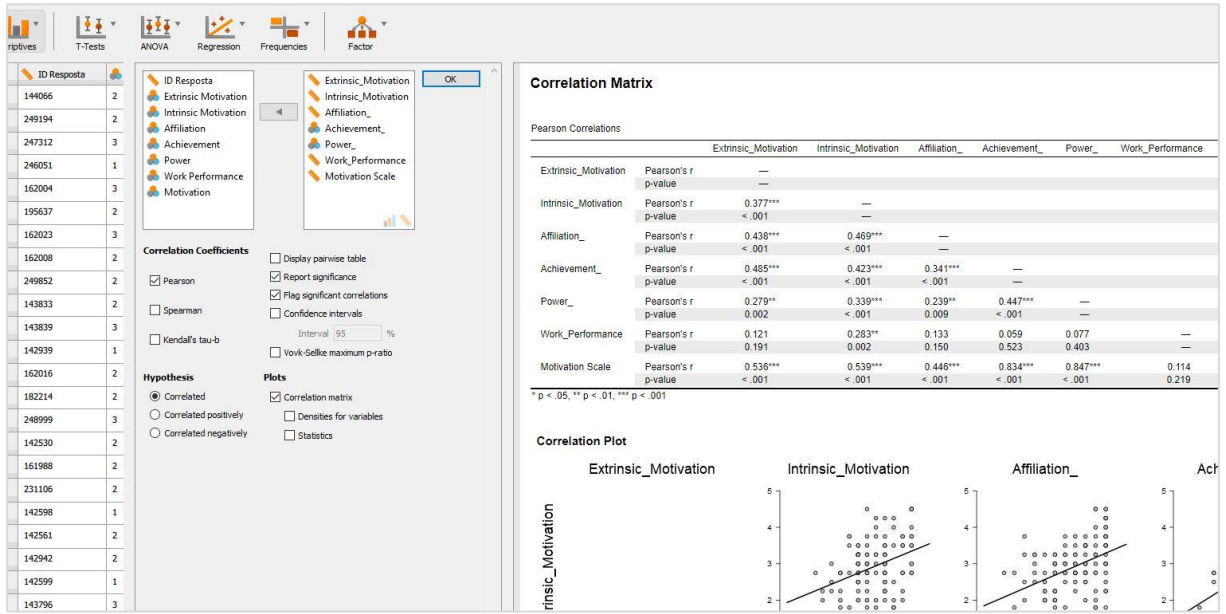 riptives T-Tests ANOVA Regression Frequencies Factor
ID Resposta
144066 2
249194 2
247312 3
246051 1
162004 3
195637 2
162023 3
162008 2
249852 2
143833 2
143839 3
142939 1
162016 2
182214 2
248999 3
142530 2
161988 2
231106 2
142598 1
142561 2
142942 2
142599 1
143796 3
ID Resposta
Extrinsic Motivation
Intrinsic Motivation
Affiliation
Achievement
Power
Work Performance
Motivation
Extrinsic_Motivation
Intrinsic_Motivation
Affiliation_
Achievement_
Power_
Work_Performance
Motivation Scale
OK
Correlation Coefficients
Pearson
Spearman
Kendall's tau-b
Display pairwise table
Report significance
Flag significant correlations
Confidence intervals
Interval 95 %
Vovk-Sellke maximum p-ratio
Hypothesis
Correlated
Correlated positively
Correlated negatively
Plots
Correlation matrix
Densities for variables
Statistics
Correlation Matrix
Pearson Correlations
Extrinsic_Motivation Intrinsic_Motivation Affiliation_ Achievement_ Power_ Work_Performance
Extrinsic_Motivation Pearson's r —
p-value —
Intrinsic_Motivation Pearson's r 0.377*** —
p-value < .001 —
Affiliation_ Pearson's r 0.438*** 0.469*** —
p-value < .001 < .001 —
Achievement_ Pearson's r 0.485*** 0.423*** 0.341*** —
p-value < .001 < .001 < .001 —
Power_ Pearson's r 0.279** 0.339*** 0.239** 0.447*** —
p-value 0.002 < .001 0.009 < .001 —
Work_Performance Pearson's r 0.121 0.283** 0.133 0.059 0.077 —
p-value 0.191 0.002 0.150 0.523 0.403 —
Motivation Scale Pearson's r 0.536*** 0.539*** 0.446*** 0.834*** 0.847*** 0.114
p-value < .001 < .001 < .001 < .001 < .001 0.219
* p < .05, ** p < .01, *** p < .001
Correlation Plot
Extrinsic_Motivation Intrinsic_Motivation Affiliation_ Ach
rinsic_Motivation
5 5 5
4 4 4
3 3 3
2 2 2